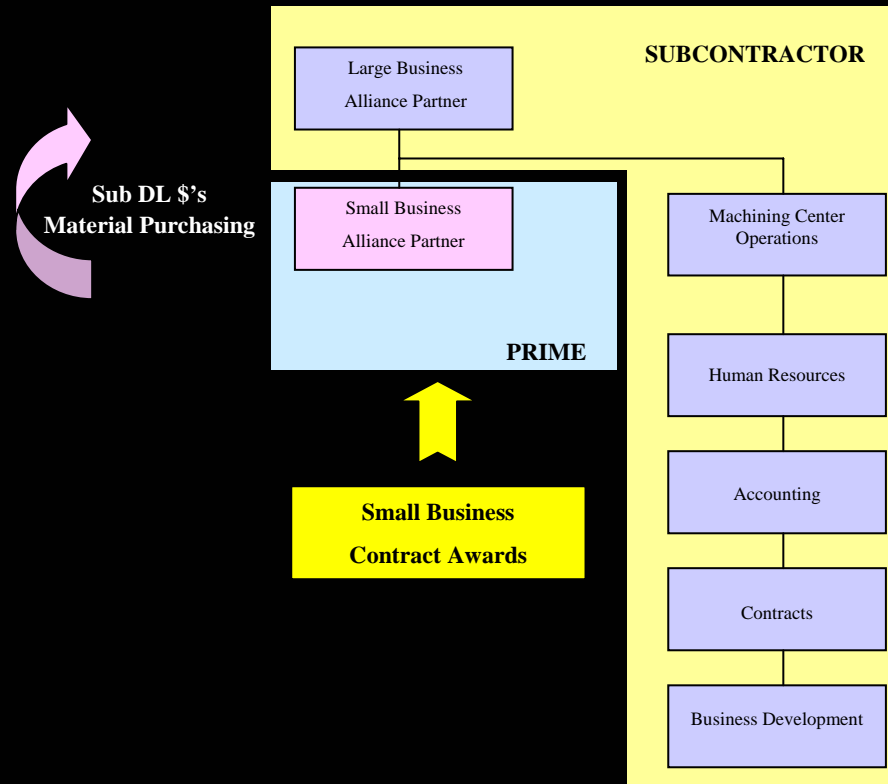 SUBCONTRACTOR
Large Business
Alliance Partner
Sub DL $’s
Material Purchasing
Small Business
Alliance Partner
PRIME
Machining Center
Operations
Human Resources
Accounting
Contracts
Business Development
Small Business
Contract Awards